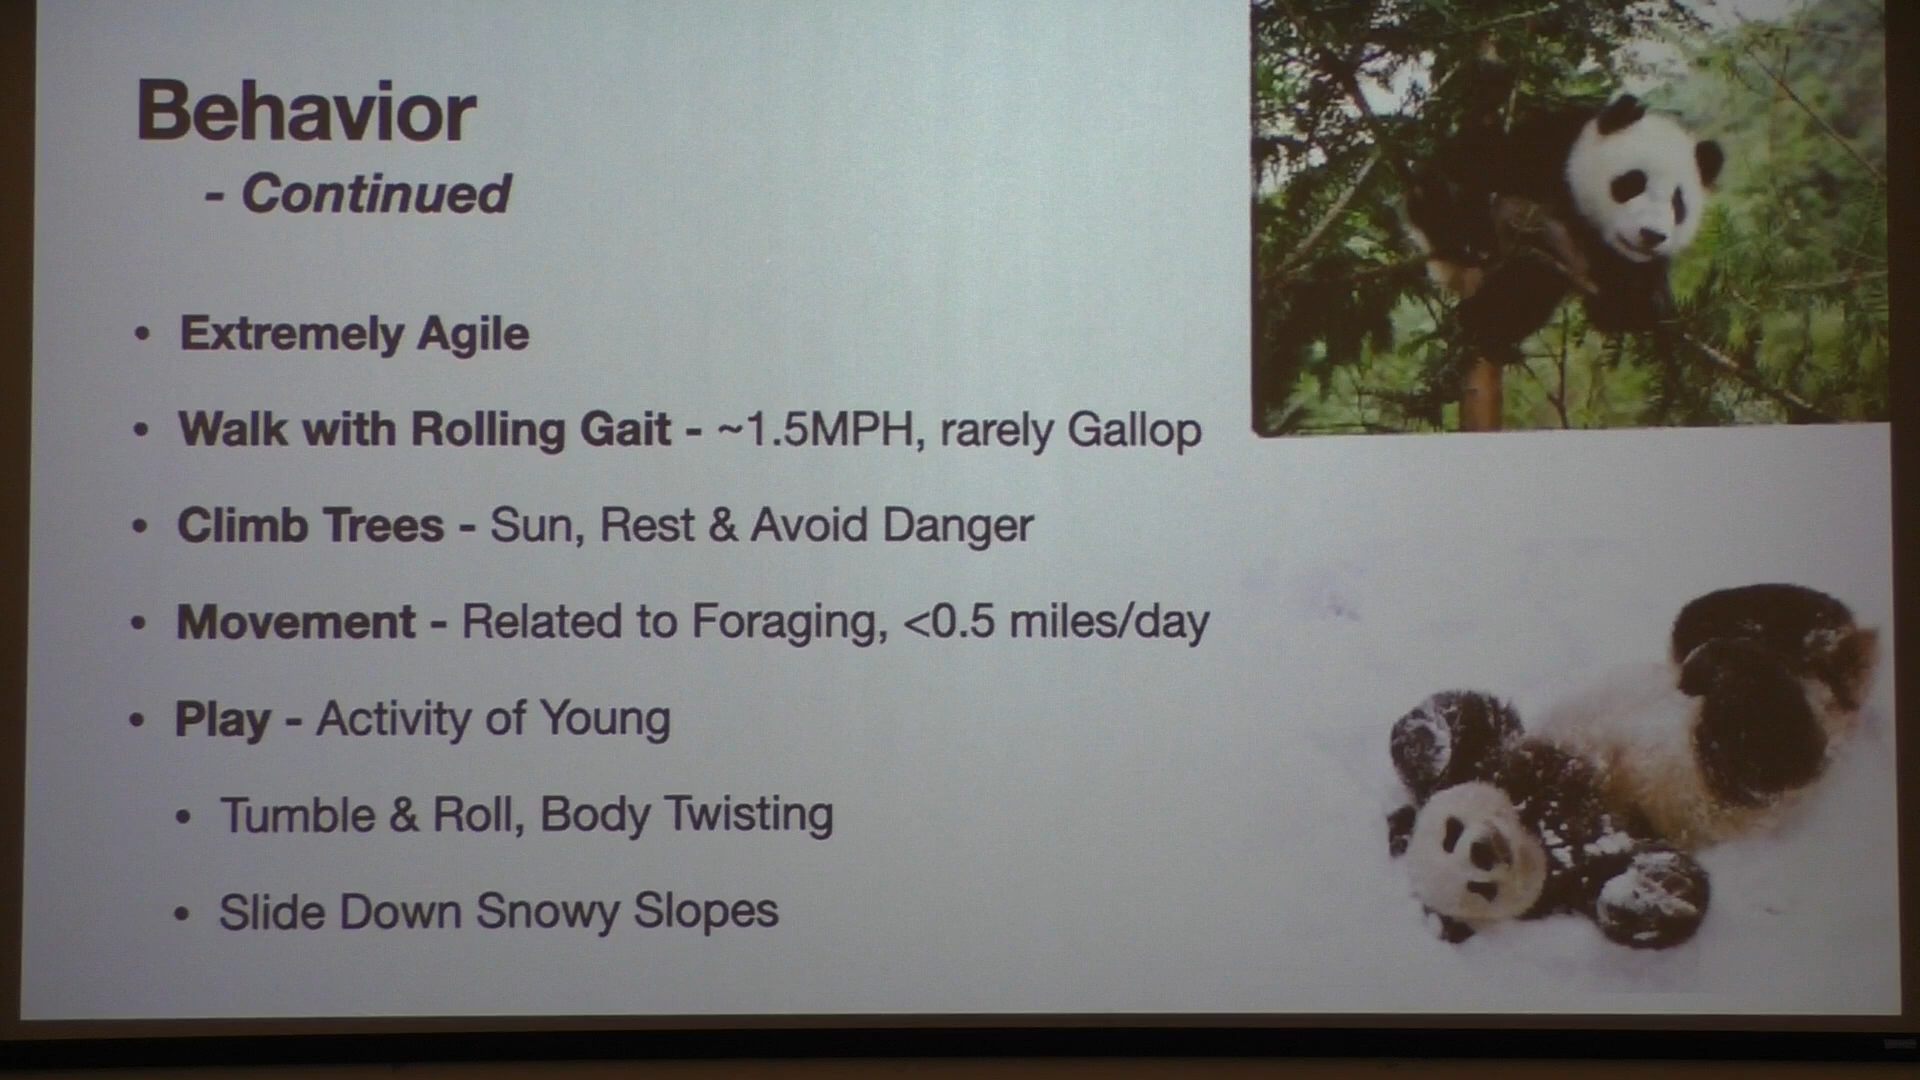 Behavior
- Continued
• Extremely Agile
• Walk with Rolling Gait - ~1.5MPH, rarely Gallop
• Climb Trees - Sun, Rest & Avoid Danger
• Movement - Related to Foraging, <0.5 miles/day
• Play - Activity of Young
• Tumble & Roll, Body Twisting
• Slide Down Snowy Slopes